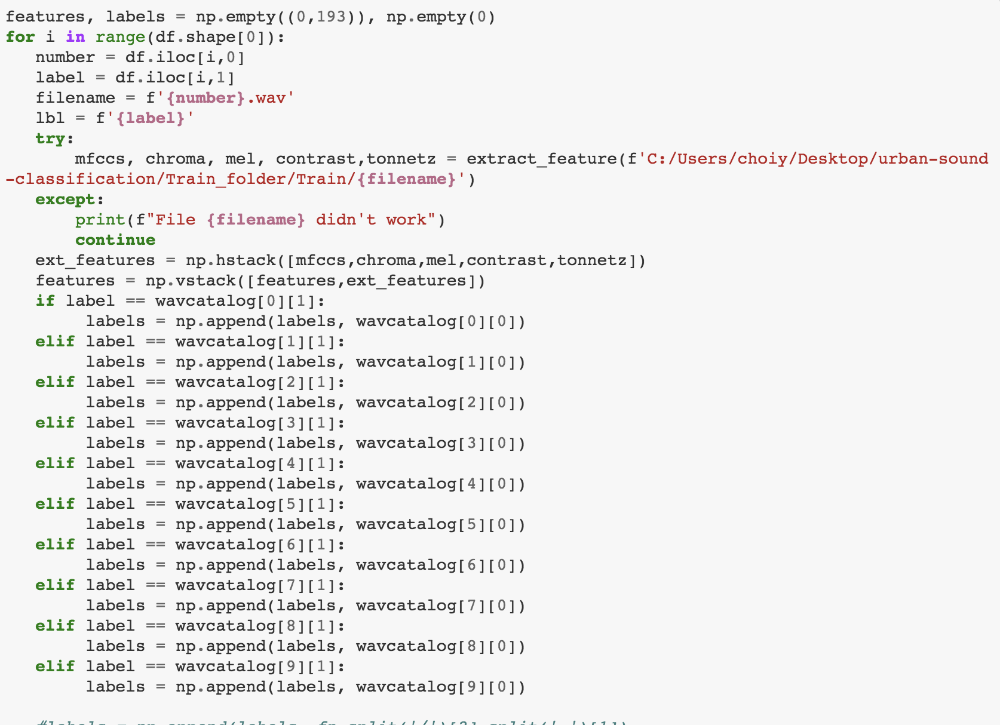 features, labels = np.empty((0,193)), np.empty(0)
for i in range(df.shape[0]):
   number = df.iloc[i,0]
   label = df.iloc[i,1]
   filename = f'{number}.wav'
   lbl = f'{label}'
   try:
       mfccs, chroma, mel, contrast,tonnetz = extract_feature(f'C:/Users/choiy/Desktop/urban-sound
-classification/Train_folder/Train/{filename}')
   except:
       print(f"File {filename} didn't work")
       continue
   ext_features = np.hstack([mfccs,chroma,mel,contrast,tonnetz])
   features = np.vstack([features,ext_features])
   if label == wavcatalog[0][1]:
        labels = np.append(labels, wavcatalog[0][0])
   elif label == wavcatalog[1][1]:
        labels = np.append(labels, wavcatalog[1][0])
   elif label == wavcatalog[2][1]:
        labels = np.append(labels, wavcatalog[2][0])
   elif label == wavcatalog[3][1]:
        labels = np.append(labels, wavcatalog[3][0])
   elif label == wavcatalog[4][1]:
        labels = np.append(labels, wavcatalog[4][0])
   elif label == wavcatalog[5][1]:
        labels = np.append(labels, wavcatalog[5][0])
   elif label == wavcatalog[6][1]:
        labels = np.append(labels, wavcatalog[6][0])
   elif label == wavcatalog[7][1]:
        labels = np.append(labels, wavcatalog[7][0])
   elif label == wavcatalog[8][1]:
        labels = np.append(labels, wavcatalog[8][0])
   elif label == wavcatalog[9][1]:
        labels = np.append(labels, wavcatalog[9][0])